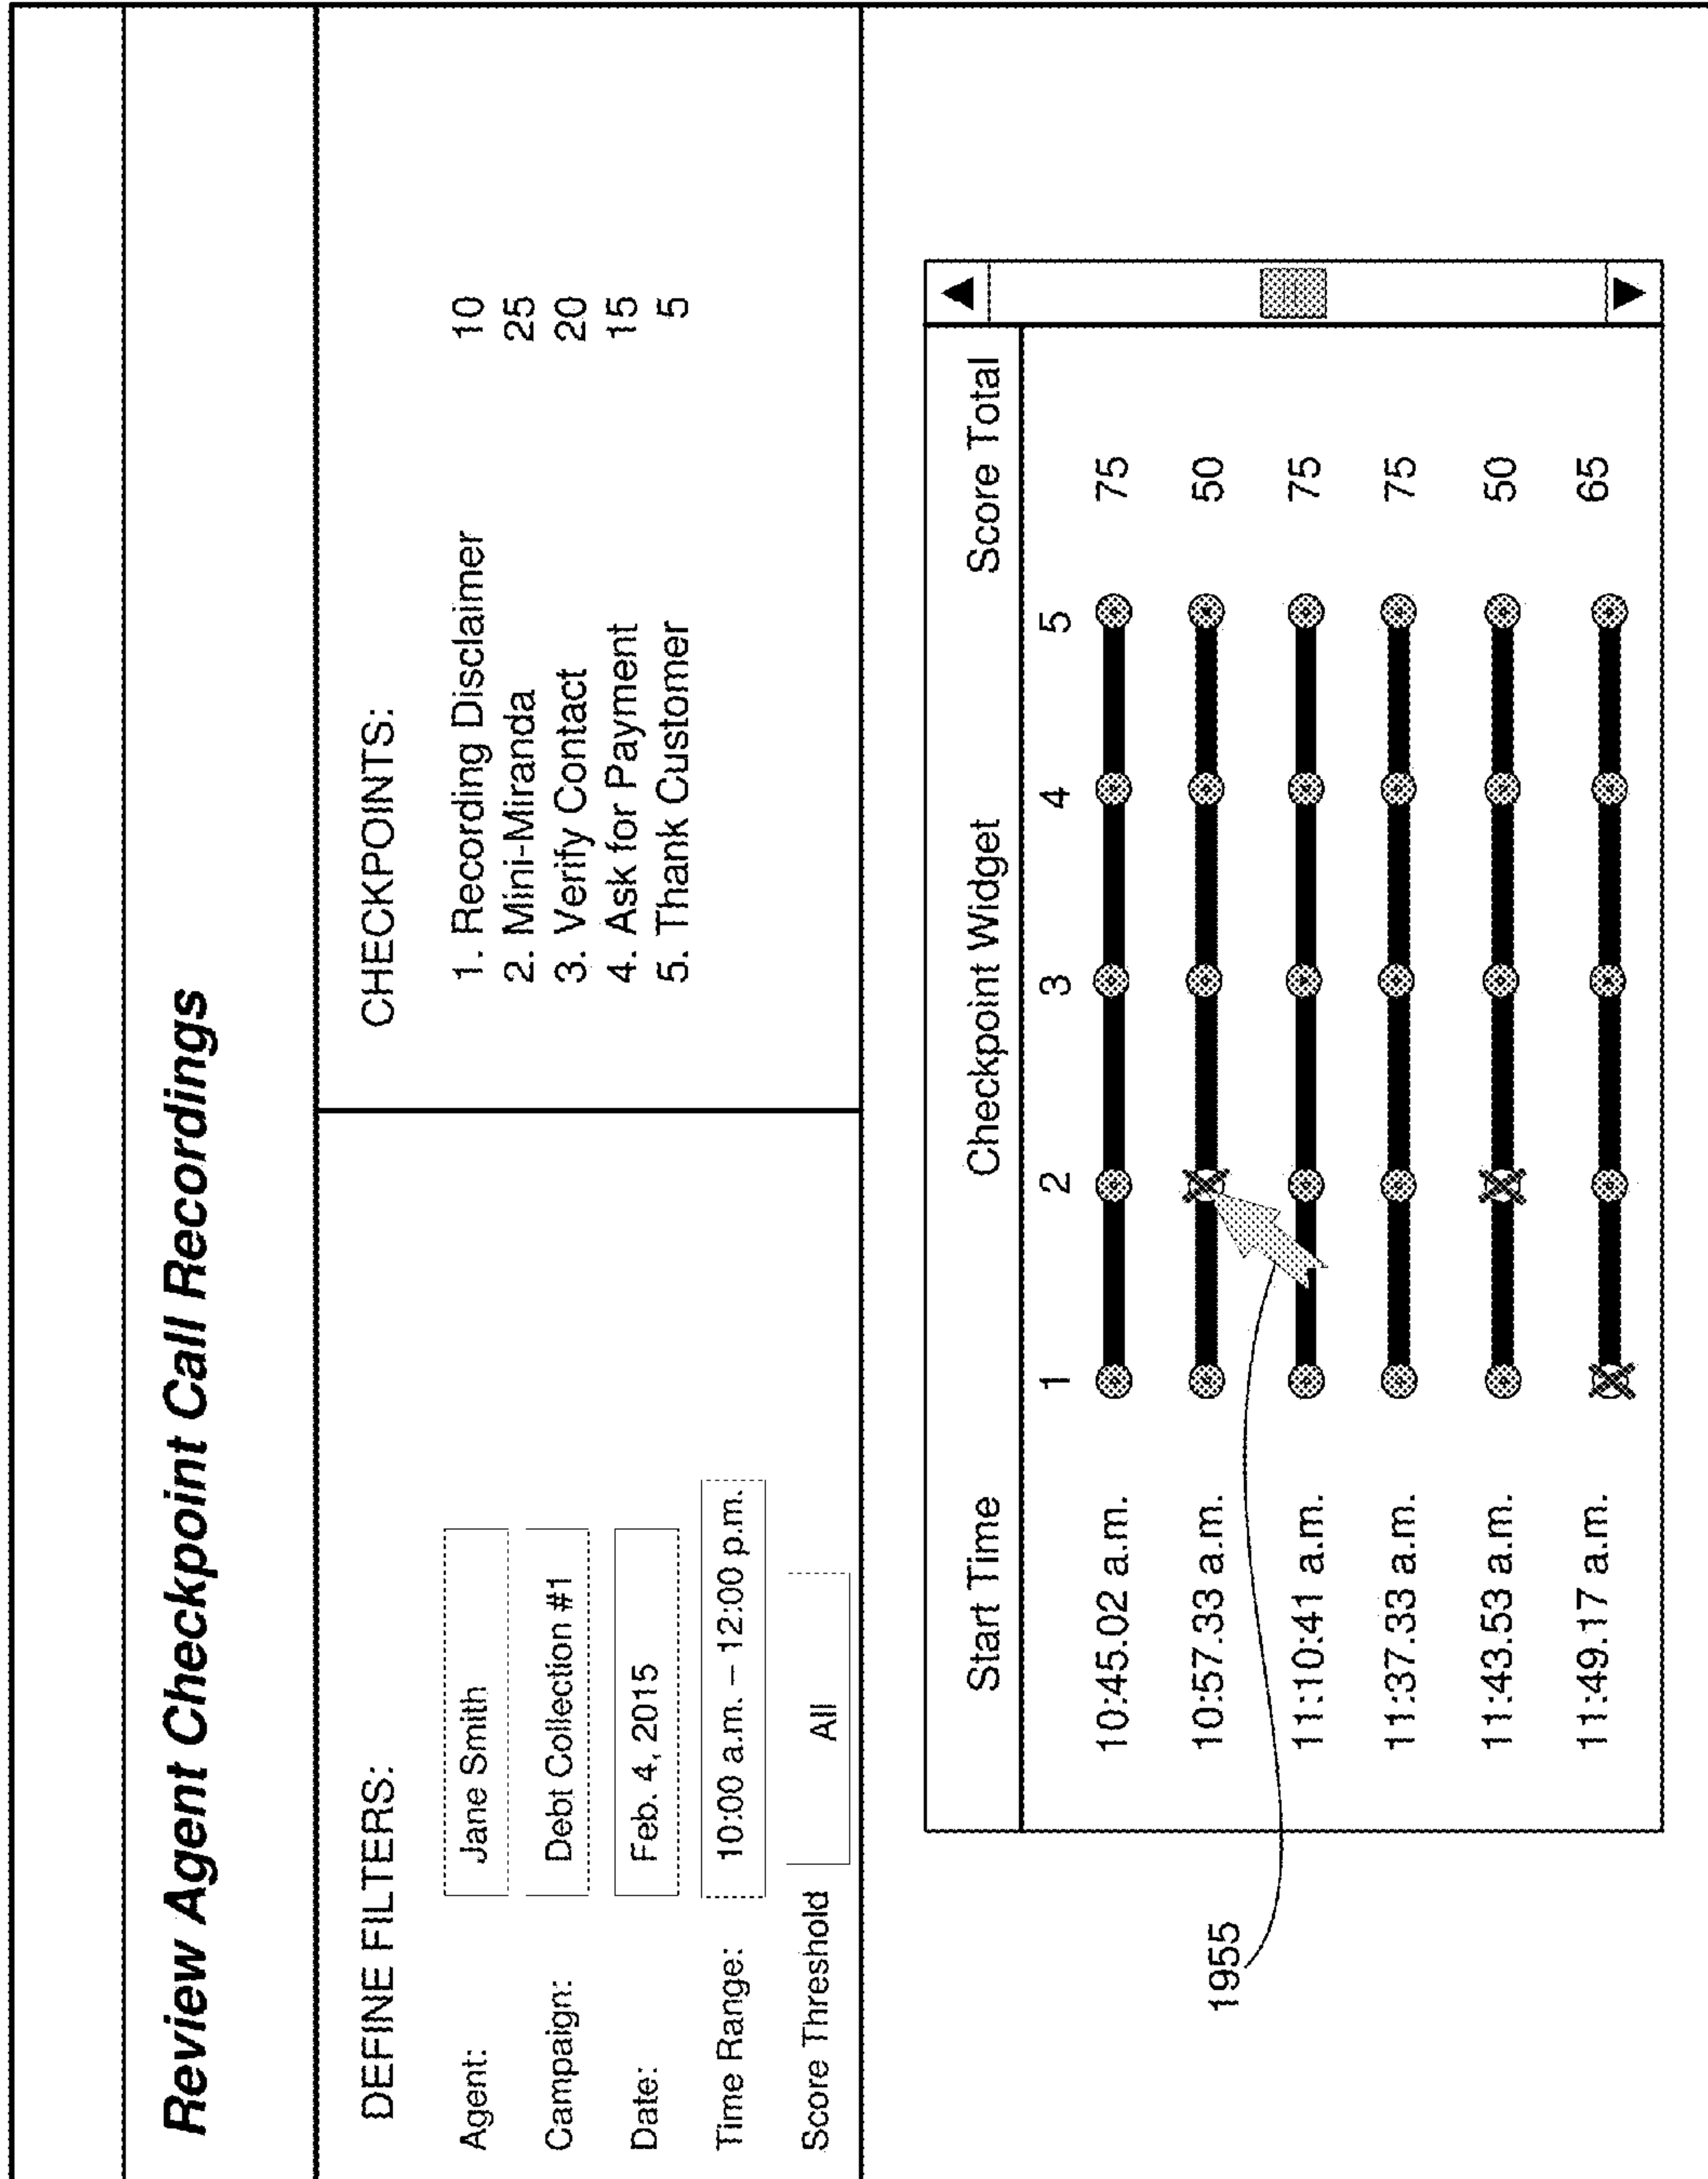 Review Agent Checkpoint Call Recordings
DEFINE FILTERS:
Agent: Jane Smith
Campaign: Debt Collection #1
Date: Feb. 4, 2015
Time Range: 10:00 a.m. – 12:00 p.m.
Score Threshold All
CHECKPOINTS:
1. Recording Disclaimer 10
2. Mini-Miranda 25
3. Verify Contact 20
4. Ask for Payment 15
5. Thank Customer 5
Start Time Checkpoint Widget Score Total
1 2 3 4 5
10:45.02 a.m. 75
10:57.33 a.m. 50
11:10:41 a.m. 75
11:37.33 a.m. 75
11:43.53 a.m. 50
11:49.17 a.m. 65
1955